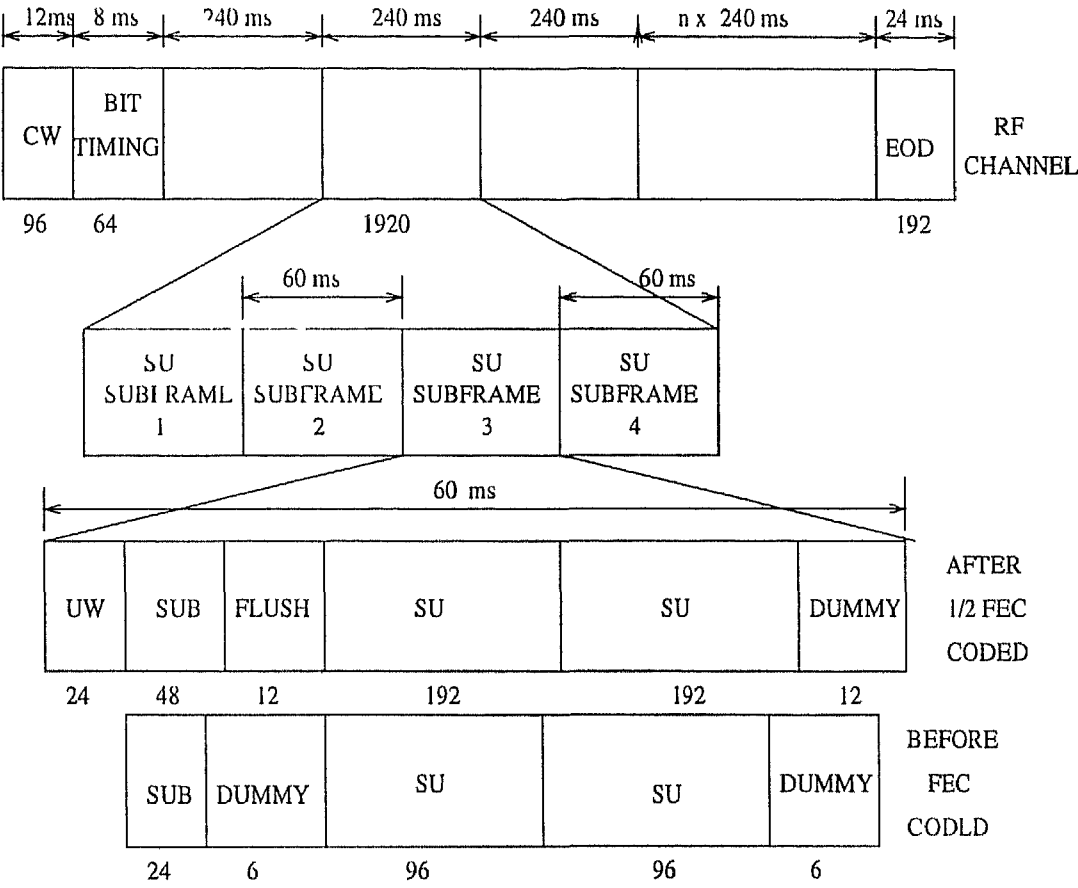 12ms 8 ms 240 ms 240 ms 240 ms n x 240 ms 24 ms
CW BIT TIMING EOD RF CHANNEL
96 64 1920 192
60 ms 60 ms
SU SU SU SU
SUBFRAME SUBFRAME SUBFRAME SUBFRAME
1 2 3 4
60 ms
UW SUB FLUSH SU SU DUMMY AFTER 1/2 FEC CODED
24 48 12 192 192 12
SUB DUMMY SU SU DUMMY BEFORE FEC CODLD
24 6 96 96 6